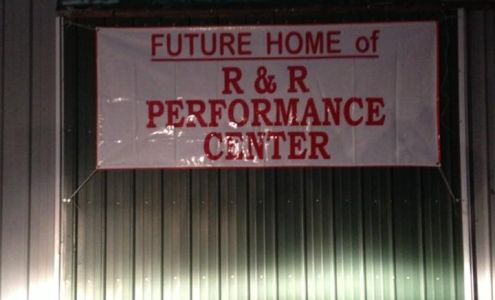 FUTURE HOME of
R & R
PERFORMANCE
CENTER